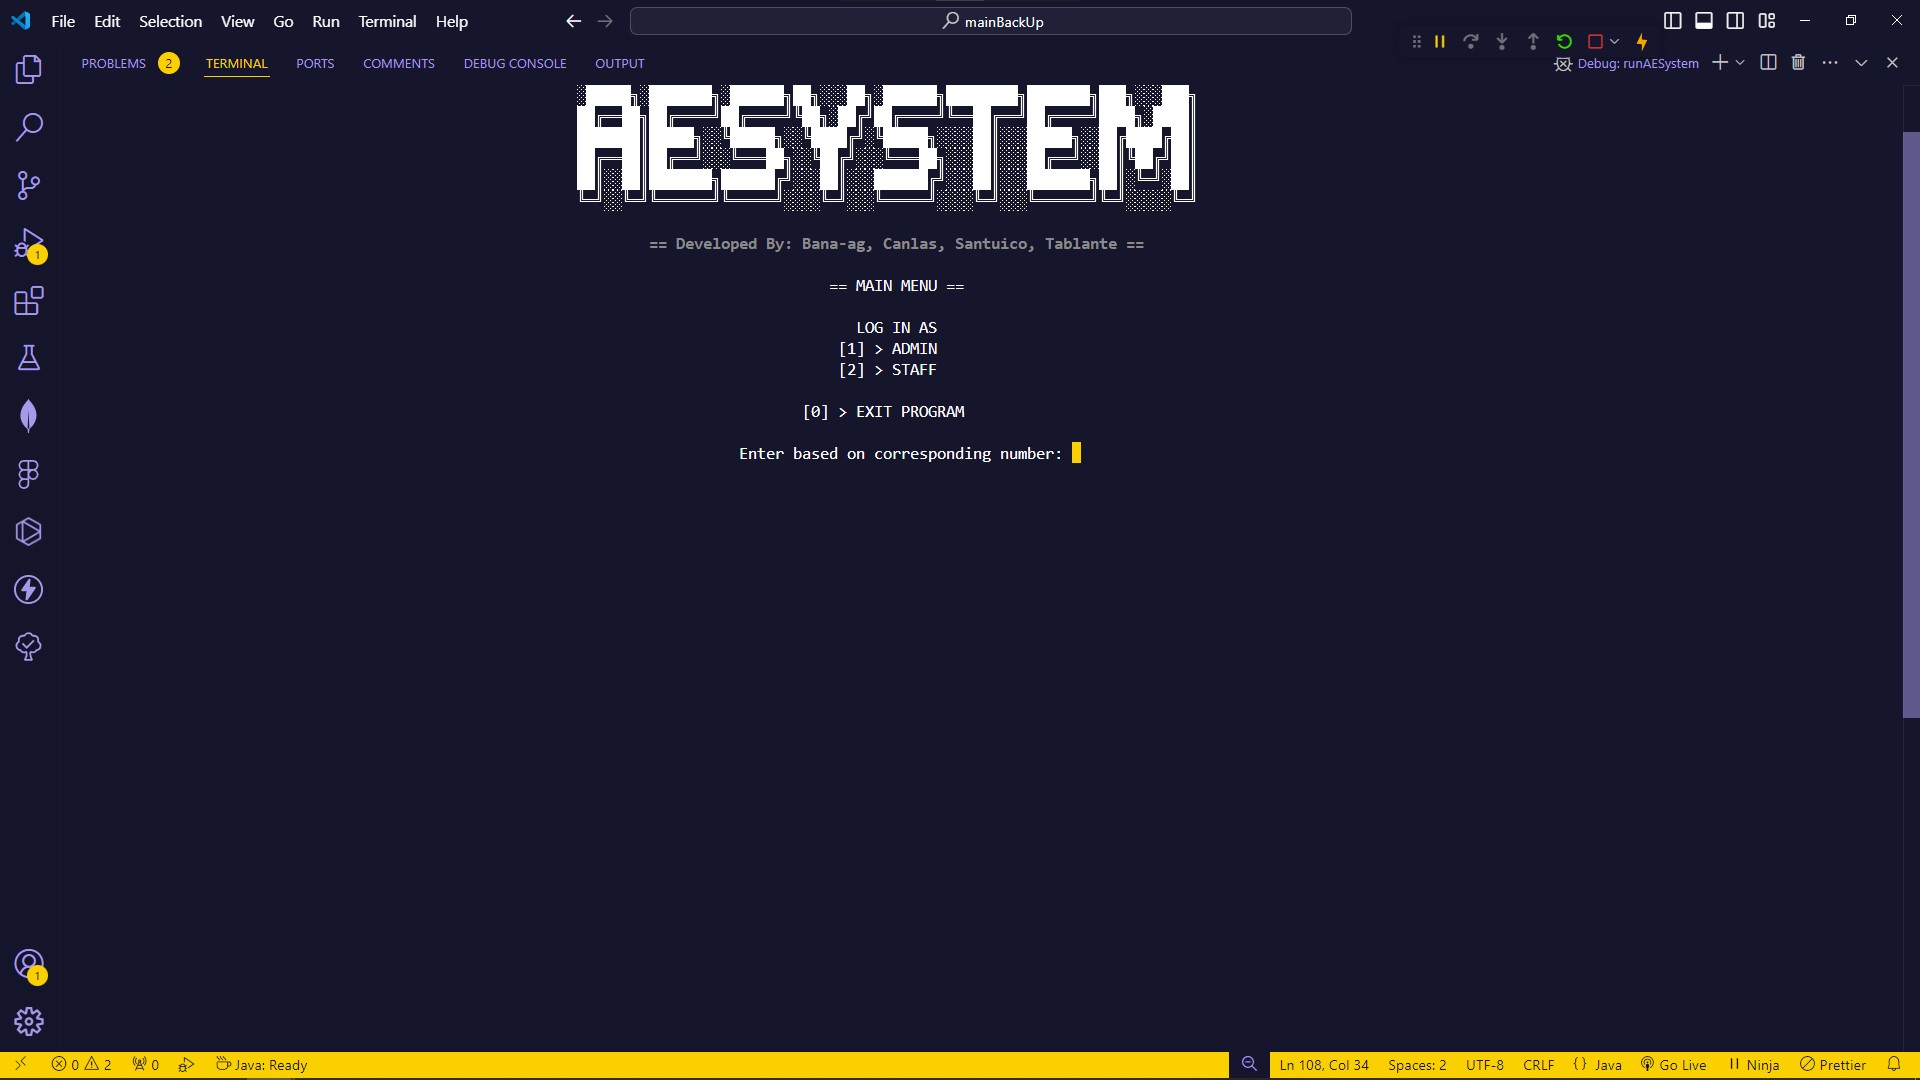 File Edit Selection View Go Run Terminal Help
mainBackUp
PROBLEMS 2 TERMINAL PORTS COMMENTS DEBUG CONSOLE OUTPUT
Debug: runAESystem
AESYSTEM
== Developed By: Bana-ag, Canlas, Santuico, Tablante ==
== MAIN MENU ==
LOG IN AS
[1] > ADMIN
[2] > STAFF
[0] > EXIT PROGRAM
Enter based on corresponding number:
1
1
0 2 0 Java: Ready Ln 108, Col 34 Spaces: 2 UTF-8 CRLF {} Java Go Live Ninja Prettier